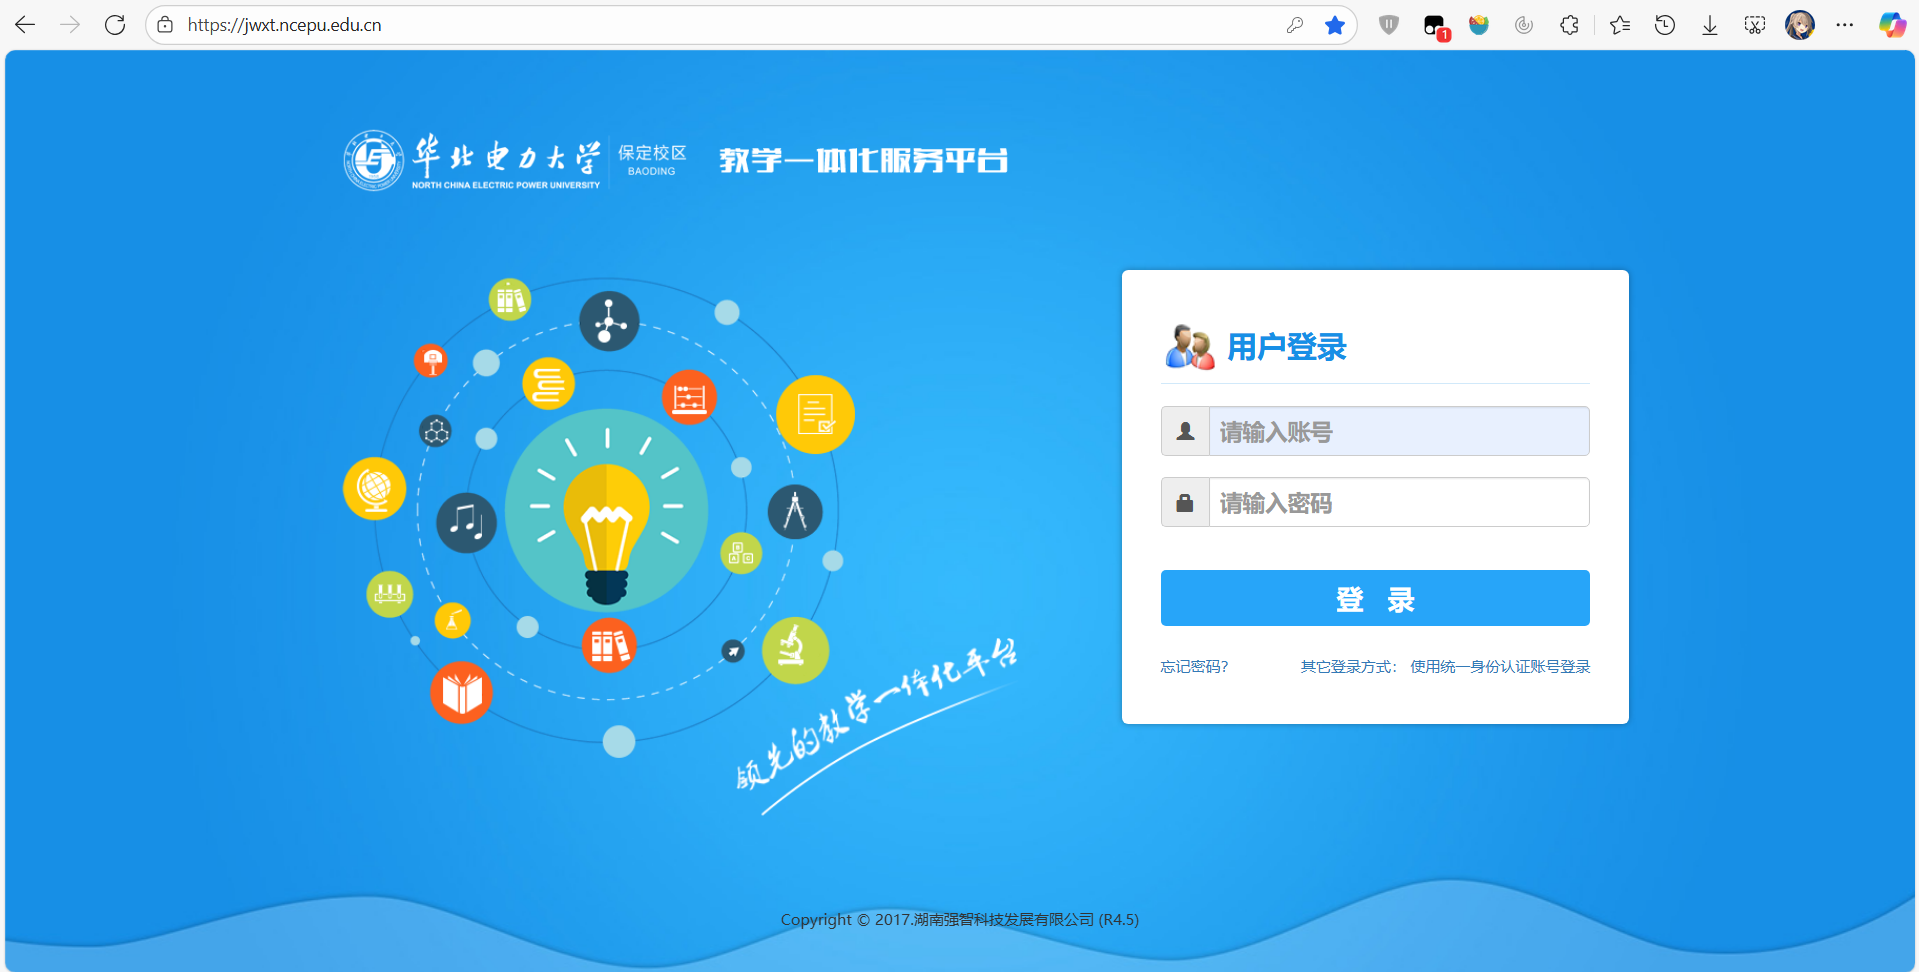 https://jwxt.ncepu.edu.cn
1
华北电力大学
NORTH CHINA ELECTRIC POWER UNIVERSITY
保定校区
BAODING
教学一体化服务平台
用户登录
请输入账号
请输入密码
登 录
忘记密码?
其它登录方式： 使用统一身份认证账号登录
B
A C
领先的教学一体化平台
Copyright © 2017.湖南强智科技发展有限公司 (R4.5)